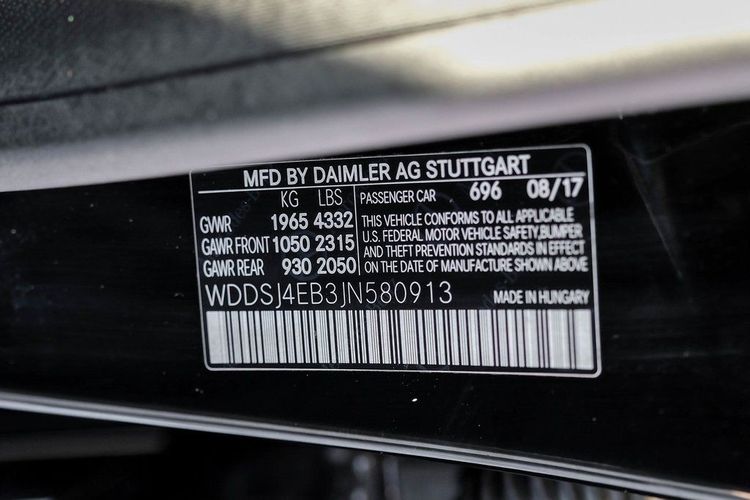 MFD BY DAIMLER AG STUTTGART
KG LBS PASSENGER CAR 696 08/17
GWR 1965 4332 THIS VEHICLE CONFORMS TO ALL APPLICABLE
GAWR FRONT 1050 2315 U.S. FEDERAL MOTOR VEHICLE SAFETY,BUMPER
AND THEFT PREVENTION STANDARDS IN EFFECT
GAWR REAR 930 2050 ON THE DATE OF MANUFACTURE SHOWN ABOVE
WDDSJ4EB3JN580913 MADE IN HUNGARY